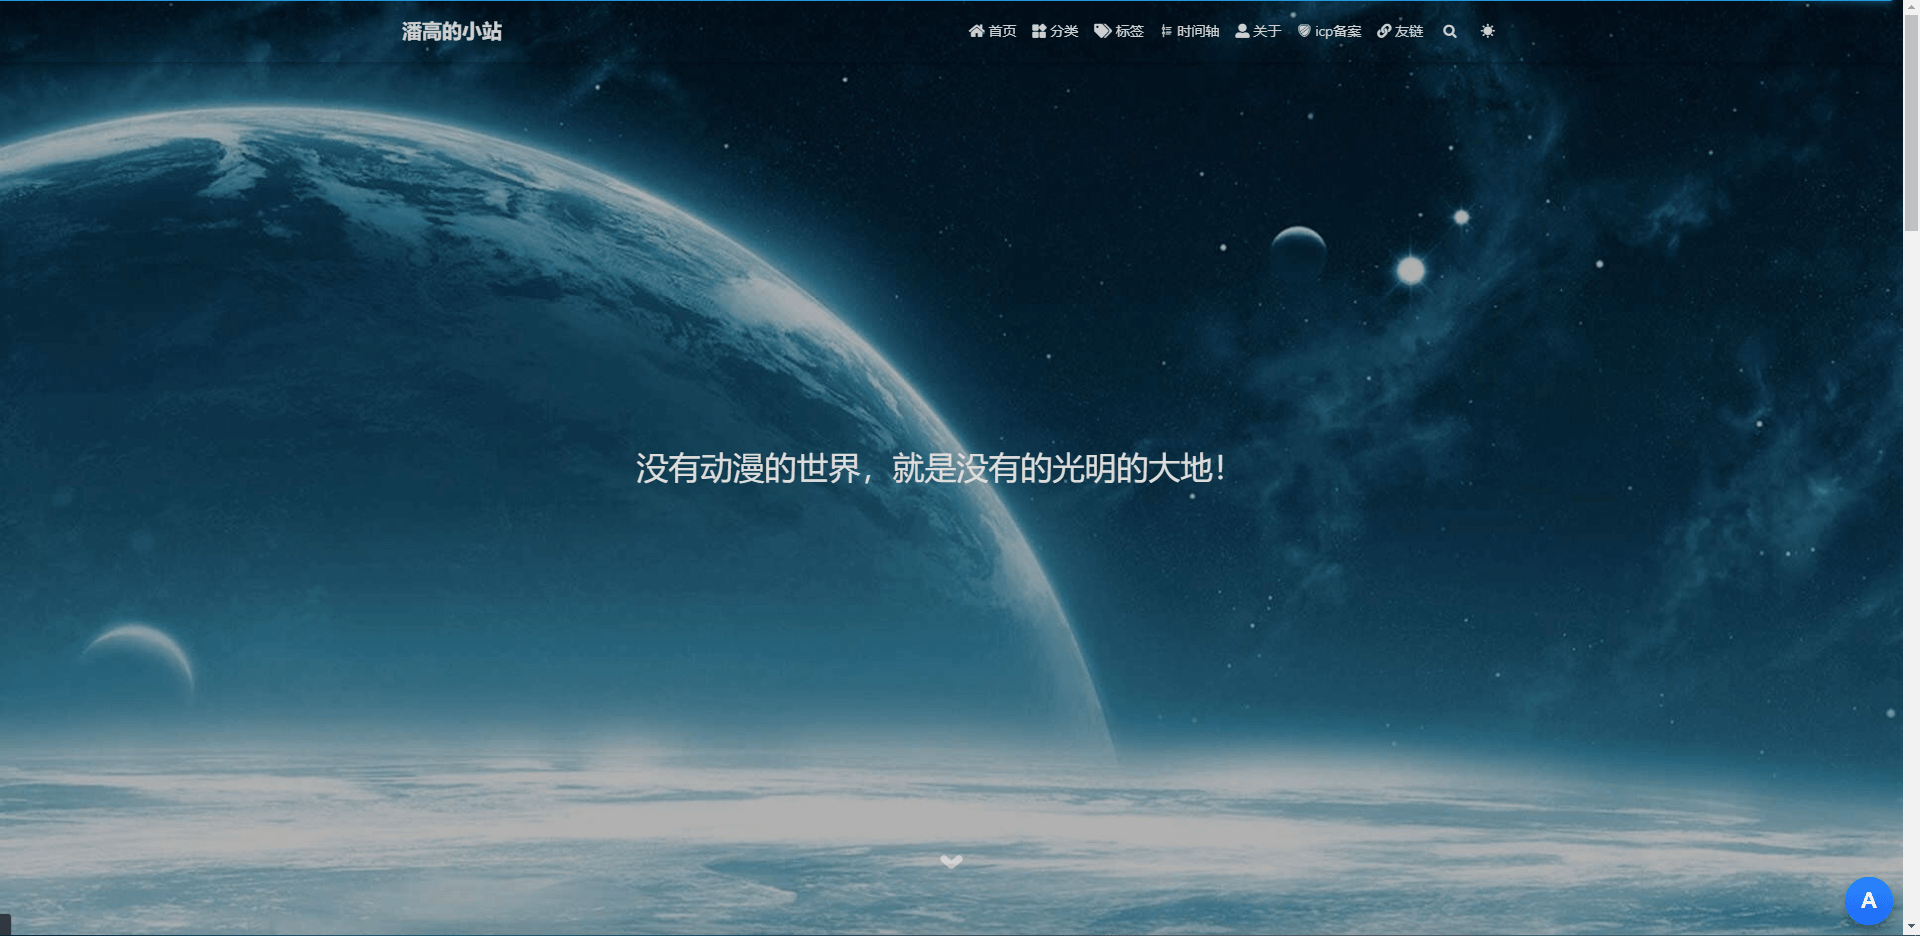 潘高的小站
首页 分类 标签 时间轴 关于 icp备案 友链
没有动漫的世界，就是没有的光明的大地！
A